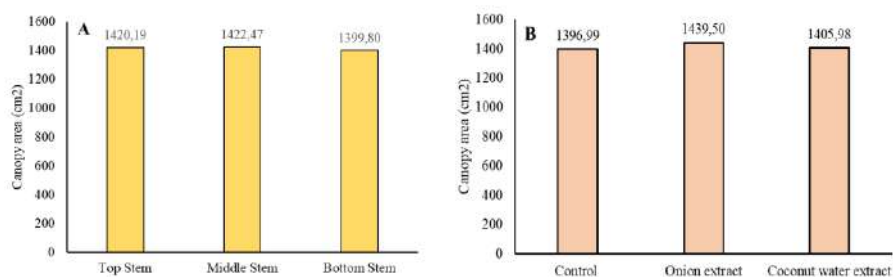 A
1420,19 1422,47 1399,80
Canopy area (cm2)
1600
1400
1200
1000
800
600
400
200
0
Top Stem Middle Stem Bottom Stem
B
1396,99 1439,50 1405,98
Canopy area (cm2)
1600
1400
1200
1000
800
600
400
200
0
Control Onion extract Coconut water extract